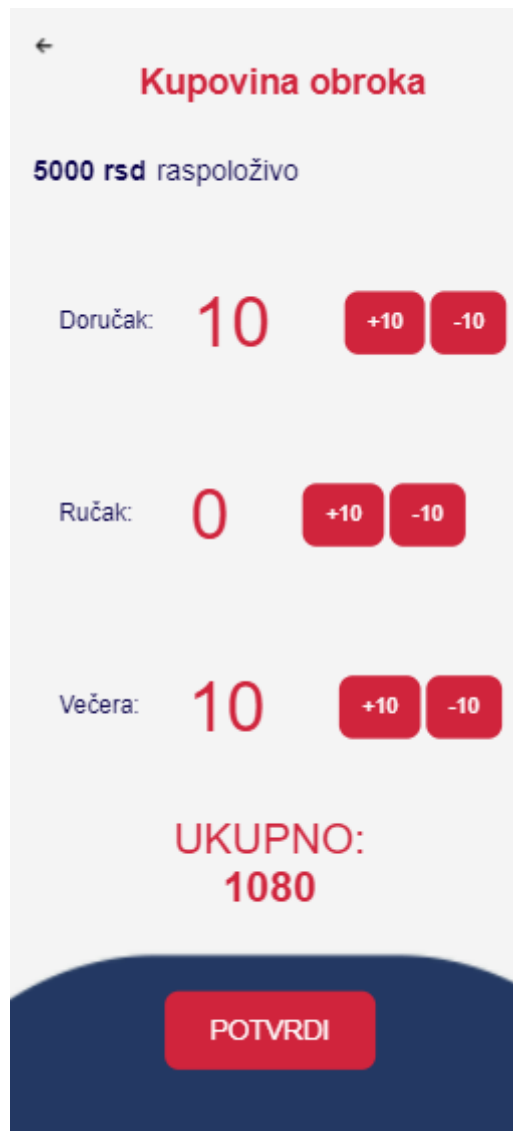 ←
Kupovina obroka
5000 rsd raspoloživo
Doručak: 10 +10 -10
Ručak: 0 +10 -10
Večera: 10 +10 -10
UKUPNO:
1080
POTVRDI